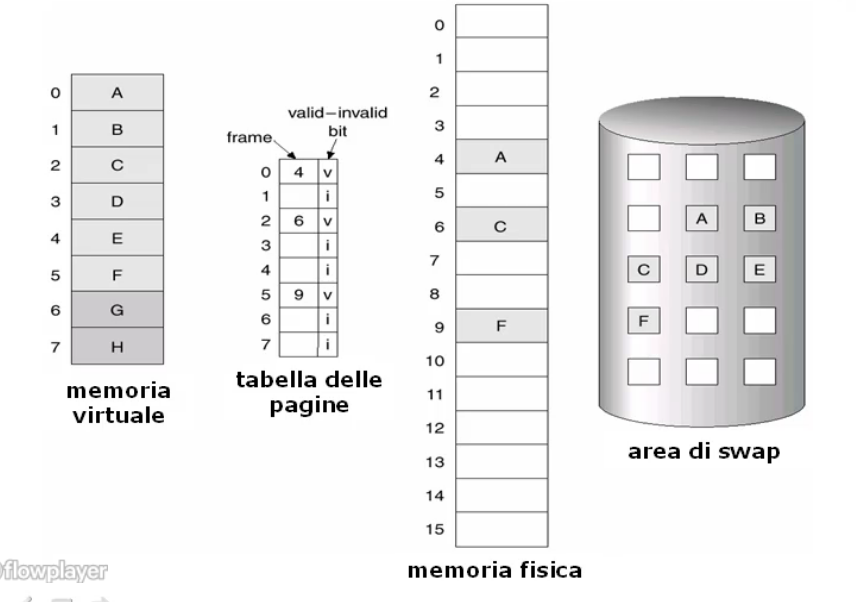 0 A
1 B
2 C
3 D
4 E
5 F
6 G
7 H
memoria
virtuale
valid–invalid
bit
frame
0 4 v
1 i
2 6 v
3 i
4 i
5 9 v
6 i
7 i
tabella delle
pagine
0
1
2
3
4 A
5
6 C
7
8
9 F
10
11
12
13
14
15
memoria fisica
A B
C D E
F
area di swap
flowplayer